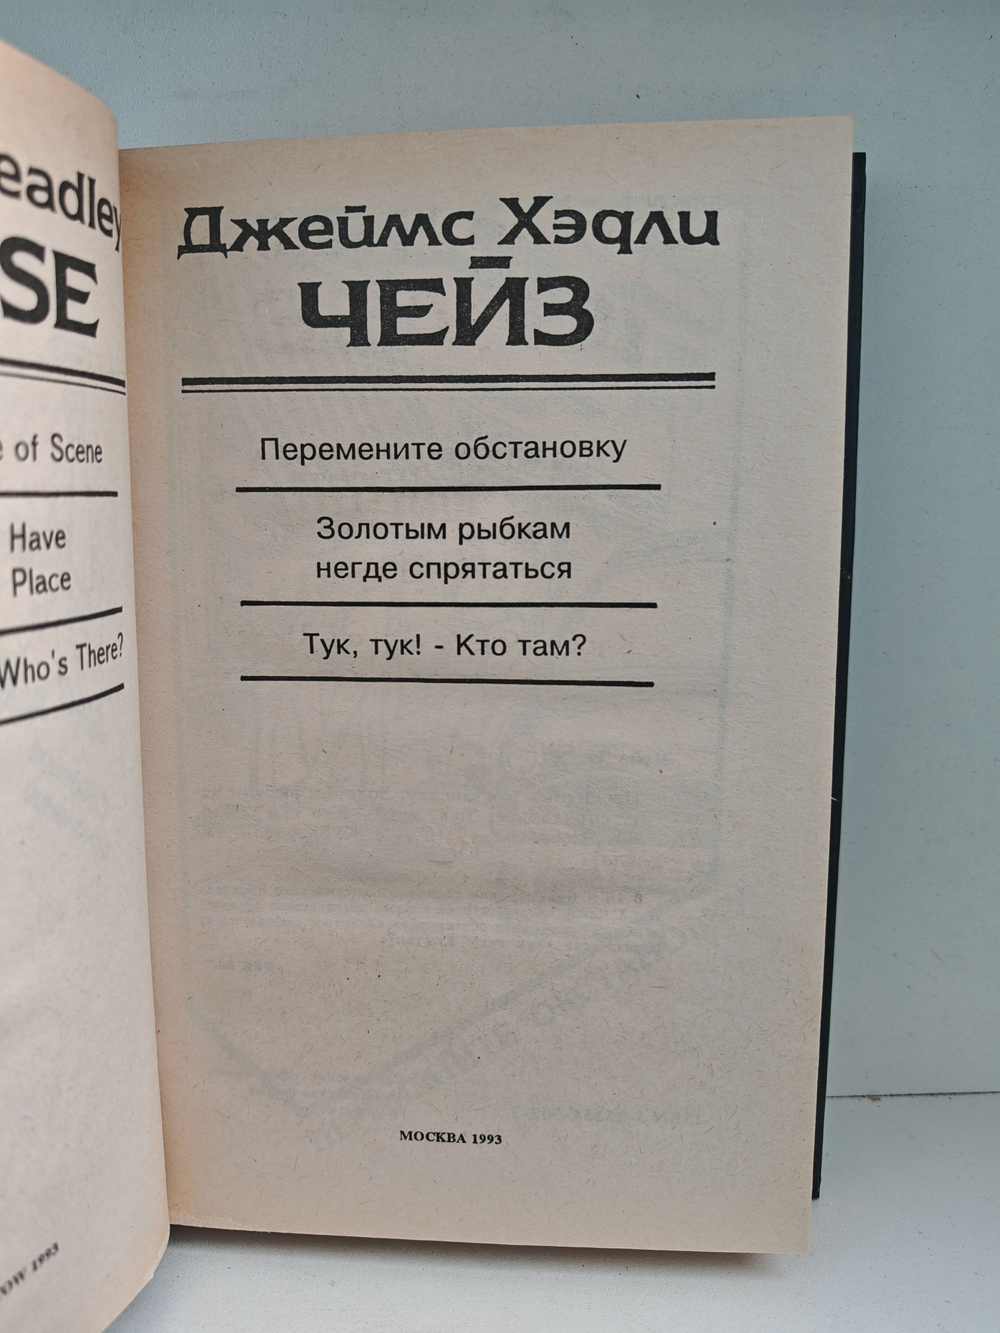 eadley
SE
of Scene
Have
Place
Who's There?
1993
Джеймс Хэдли
ЧЕЙЗ
Перемените обстановку
Золотым рыбкам
негде спрятаться
Тук, тук! - Кто там?
МОСКВА 1993